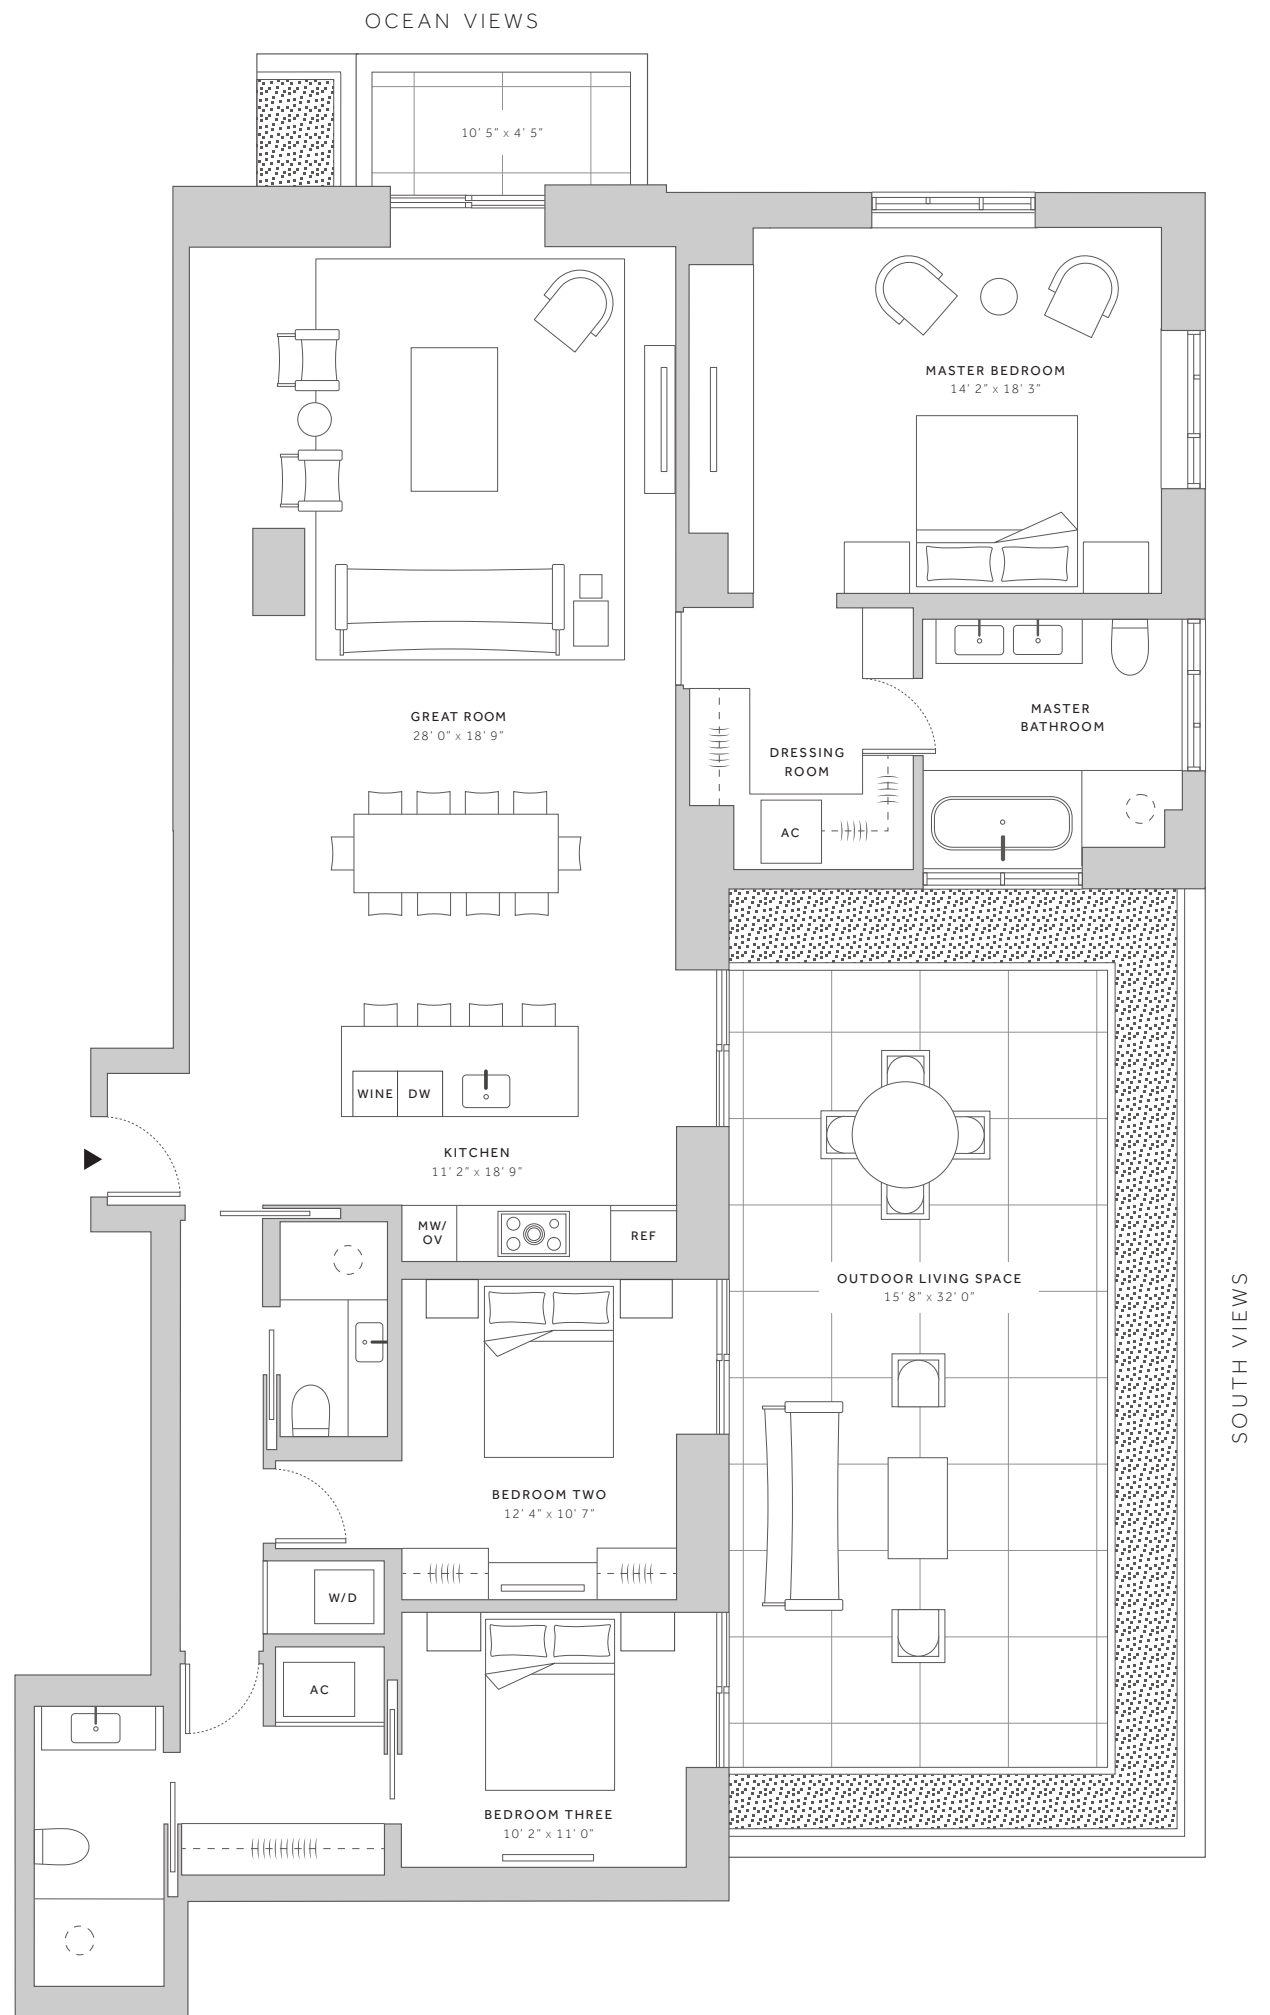 OCEAN VIEWS
10' 5" x 4' 5"
MASTER BEDROOM
14' 2" x 18' 3"
GREAT ROOM
28' 0" x 18' 9"
MASTER
BATHROOM
DRESSING
ROOM
AC
WINE
DW
KITCHEN
11' 2" x 18' 9"
MW/
OV
REF
OUTDOOR LIVING SPACE
15' 8" x 32' 0"
SOUTH VIEWS
BEDROOM TWO
12' 4" x 10' 7"
W/D
AC
BEDROOM THREE
10' 2" x 11' 0"